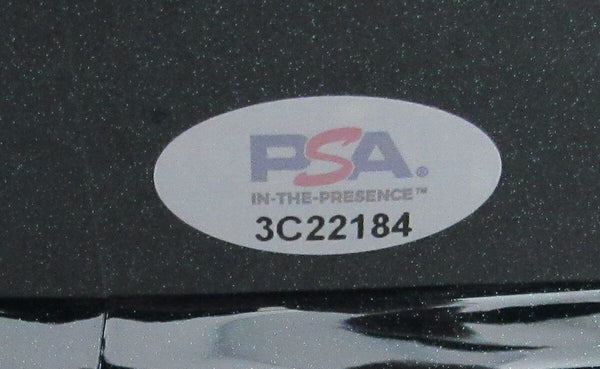 PSA®
IN-THE-PRESENCE™
3C22184